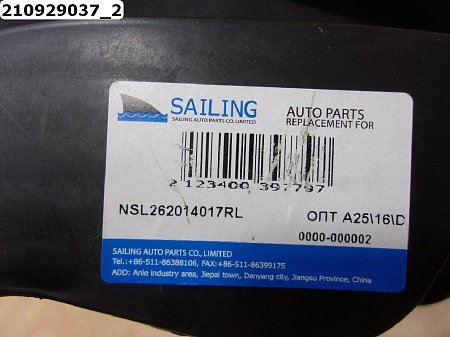 210929037_2
SAILING
SAILING AUTO PARTS CO. LIMITED
AUTO PARTS
REPLACEMENT FOR
2 123400 397797
NSL262014017RL
ОПТ A25\16\D
0000-000002
SAILING AUTO PARTS CO., LIMITED
Tel.:+86-511-86388106, FAX:+86-511-86399175
ADD: Anle industry area, Jiepai town, Danyang city, Jiangsu Province, China